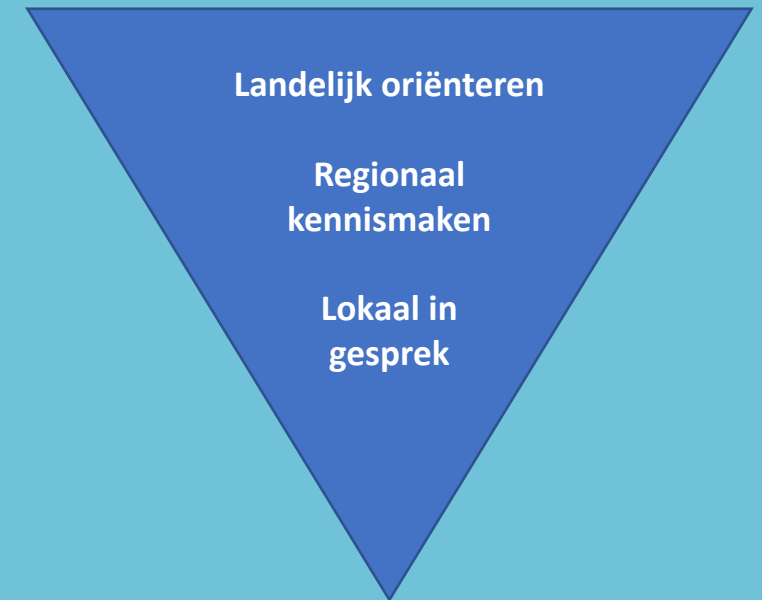 Landelijk oriënteren
Regionaal
kennismaken
Lokaal in
gesprek